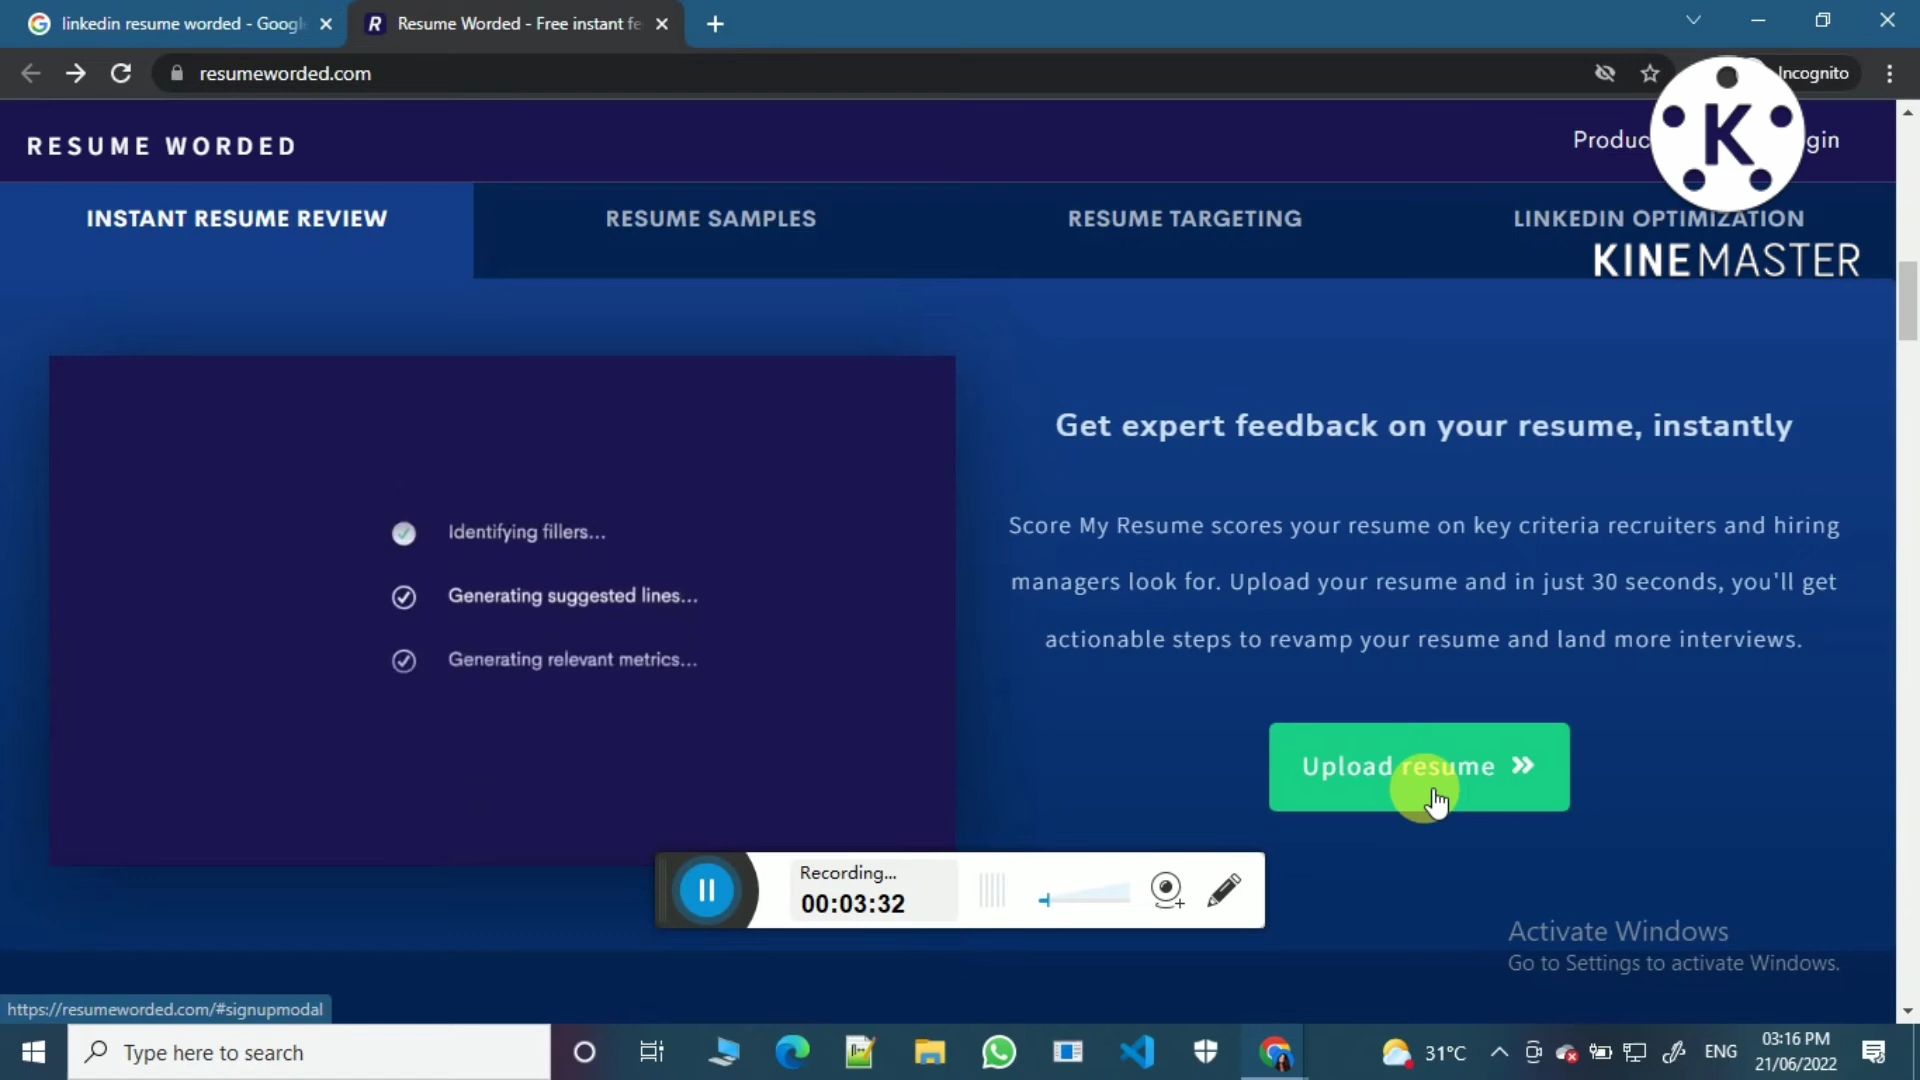 linkedin resume worded - Googl
Resume Worded - Free instant fe
resumeworded.com
Incognito
RESUME WORDED
Produc
gin
K
INSTANT RESUME REVIEW
RESUME SAMPLES
RESUME TARGETING
LINKEDIN OPTIMIZATION
KINEMASTER
Get expert feedback on your resume, instantly
Identifying fillers...
Score My Resume scores your resume on key criteria recruiters and hiring
Generating suggested lines...
managers look for. Upload your resume and in just 30 seconds, you'll get
Generating relevant metrics...
actionable steps to revamp your resume and land more interviews.
Upload resume »
Recording...
00:03:32
Activate Windows
Go to Settings to activate Windows.
https://resumeworded.com/#signupmodal
Type here to search
31°C
ENG
03:16 PM
21/06/2022